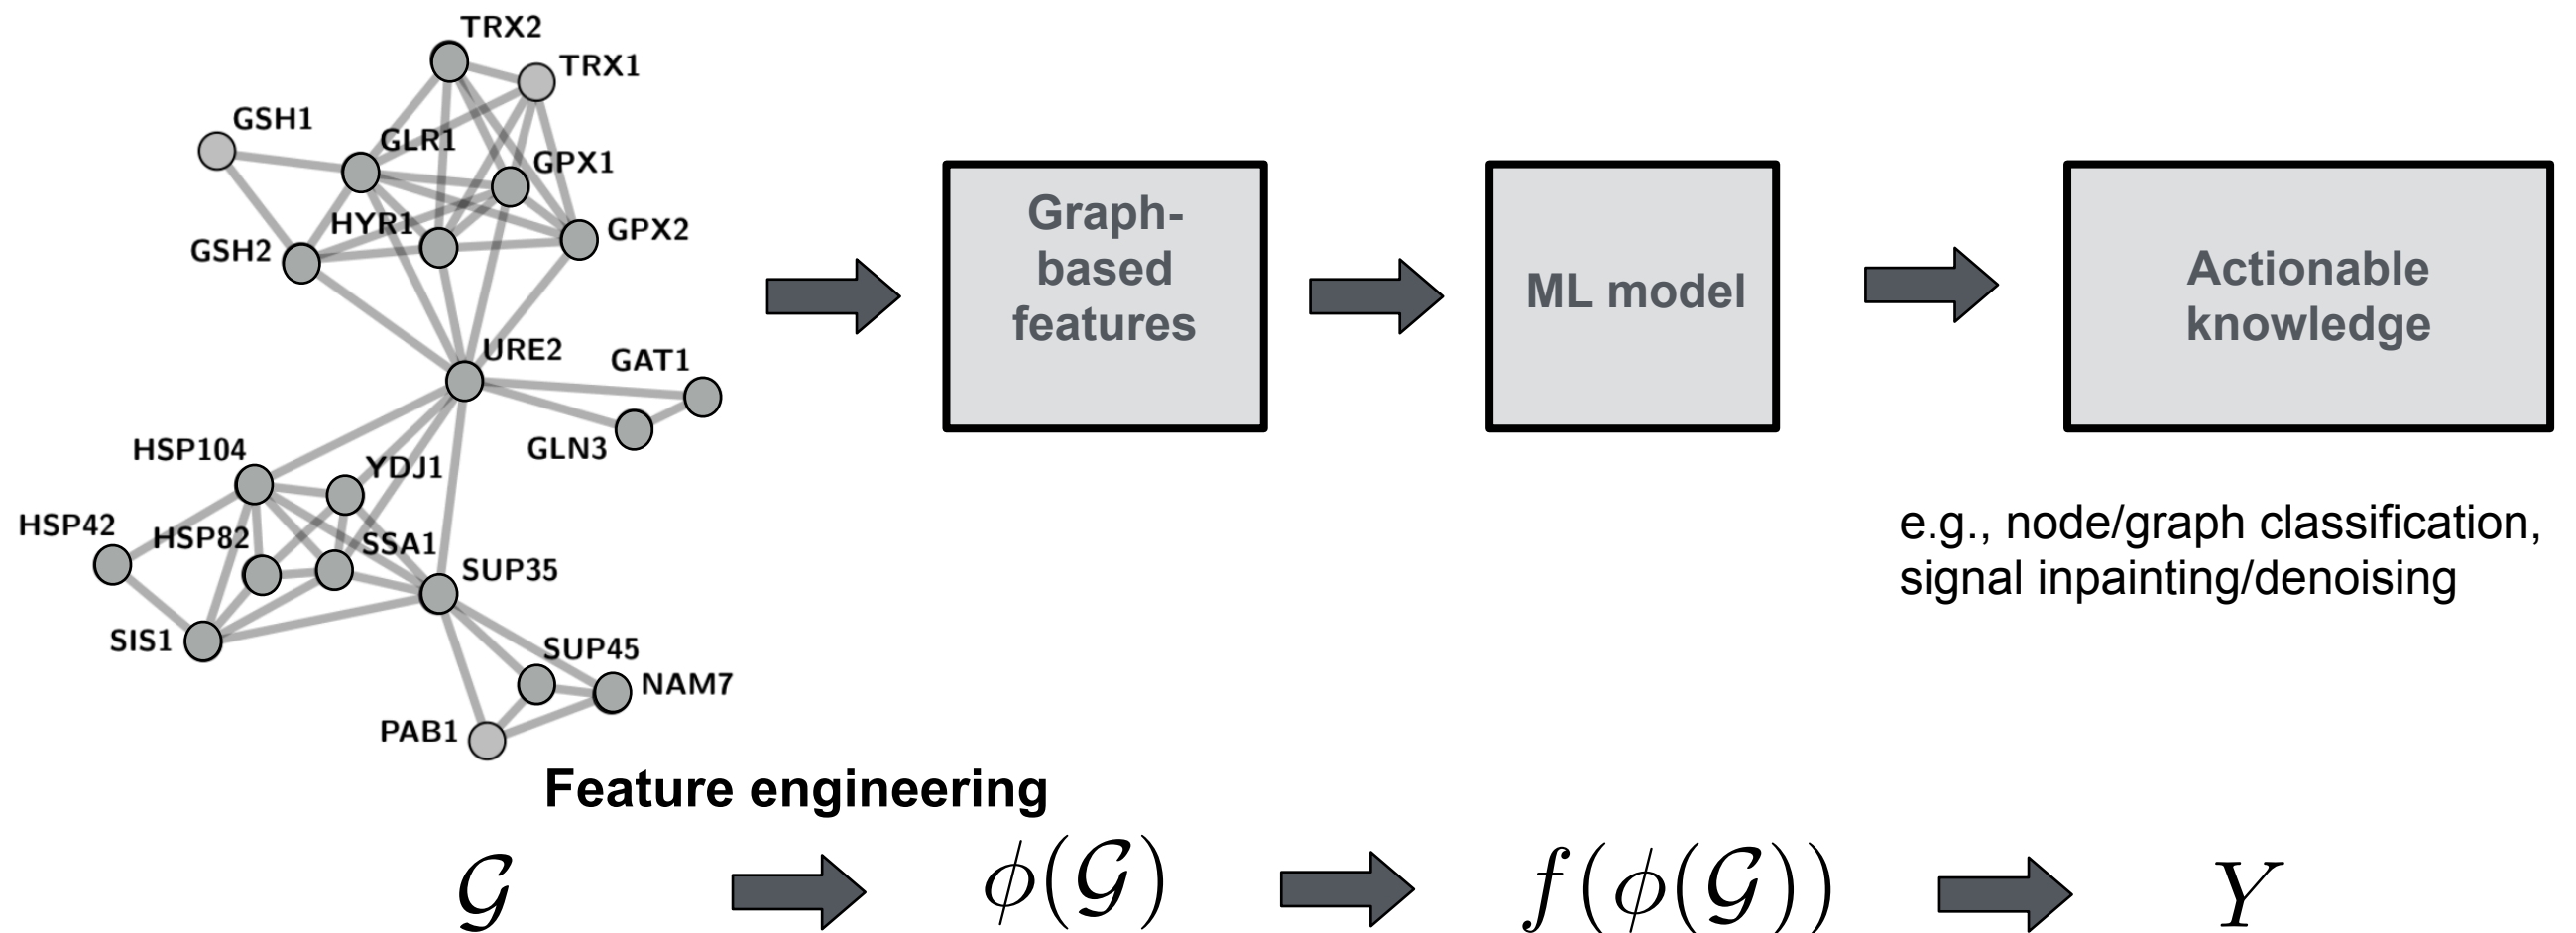 TRX2
TRX1
GSH1
GLR1
GPX1
HYR1
GPX2
GSH2
URE2
GAT1
GLN3
HSP104
YDJ1
HSP42
HSP82
SSA1
SUP35
SIS1
SUP45
NAM7
PAB1
Graph-
based
features
ML model
Actionable
knowledge
e.g., node/graph classification,
signal inpainting/denoising
Feature engineering
𝒢
ϕ(𝒢)
f(ϕ(𝒢))
Y